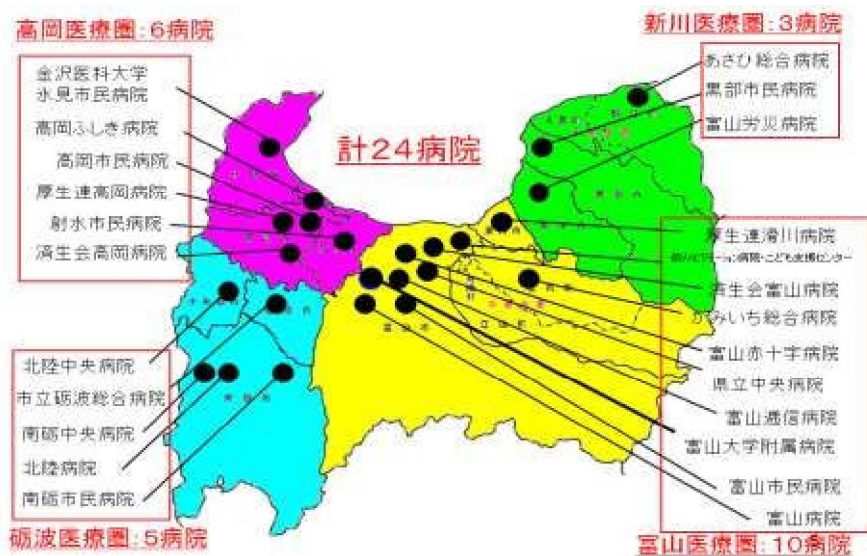 高岡医療圏:6病院
金沢医科大学
氷見市民病院
高岡ふしき病院
高岡市民病院
厚生連高岡病院
射水市民病院
済生会高岡病院
計24病院
新川医療圏:3病院
あさひ総合病院
黒部市民病院
富山労災病院
厚生連滑川病院
済生会富山病院
かみいち総合病院
富山赤十字病院
県立中央病院
富山逓信病院
富山大学附属病院
富山市民病院
富山病院
富山医療圏:10病院
北陸中央病院
市立砺波総合病院
南砺中央病院
北陸病院
南砺市民病院
砺波医療圏:5病院